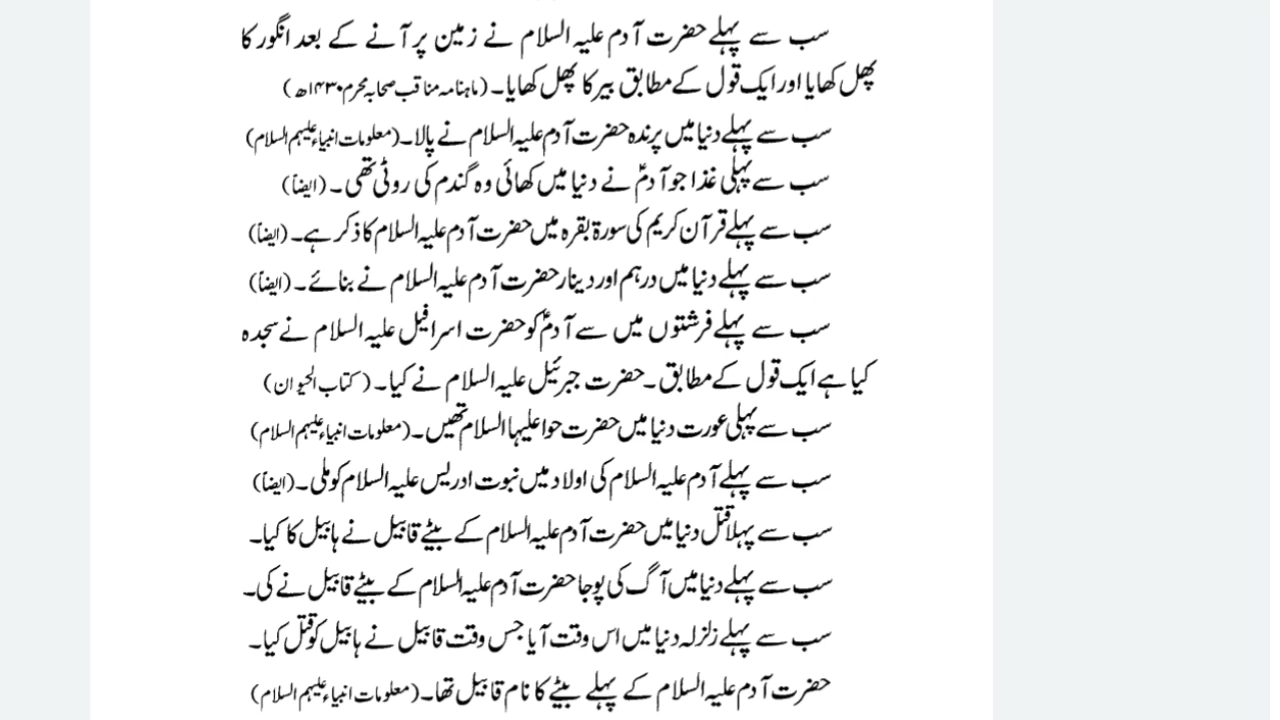 سب سے پہلے حضرت آدم علیہ السلام نے زمین پر آنے کے بعد انگور کا
پھل کھایا اور ایک قول کے مطابق بیر کا پھل کھایا۔ (ماہنامہ مناقب صحابہ محرم ۱۴۳۰ھ)
سب سے پہلے دنیا میں پرندہ حضرت آدم علیہ السلام نے پالا۔ (معلومات انبیاء علیہم السلام)
سب سے پہلی غذا جو آدمؑ نے دنیا میں کھائی وہ گندم کی روٹی تھی۔ (ایضاً)
سب سے پہلے قرآن کریم کی سورۃ بقرہ میں حضرت آدم علیہ السلام کا ذکر ہے۔ (ایضاً)
سب سے پہلے دنیا میں درہم اور دینار حضرت آدم علیہ السلام نے بنائے۔ (ایضاً)
سب سے پہلے فرشتوں میں سے آدمؑ کو حضرت اسرافیل علیہ السلام نے سجدہ
کیا ہے ایک قول کے مطابق۔ حضرت جبرئیل علیہ السلام نے کیا۔ (کتاب الحیوان)
سب سے پہلی عورت دنیا میں حضرت حوا علیہا السلام تھیں۔ (معلومات انبیاء علیہم السلام)
سب سے پہلے آدم علیہ السلام کی اولاد میں نبوت ادریس علیہ السلام کو ملی۔ (ایضاً)
سب سے پہلا قتل دنیا میں حضرت آدم علیہ السلام کے بیٹے قابیل نے ہابیل کا کیا۔
سب سے پہلے دنیا میں آگ کی پوجا حضرت آدم علیہ السلام کے بیٹے قابیل نے کی۔
سب سے پہلے زلزلہ دنیا میں اس وقت آیا جس وقت قابیل نے ہابیل کو قتل کیا۔
حضرت آدم علیہ السلام کے پہلے بیٹے کا نام قابیل تھا۔ (معلومات انبیاء علیہم السلام)